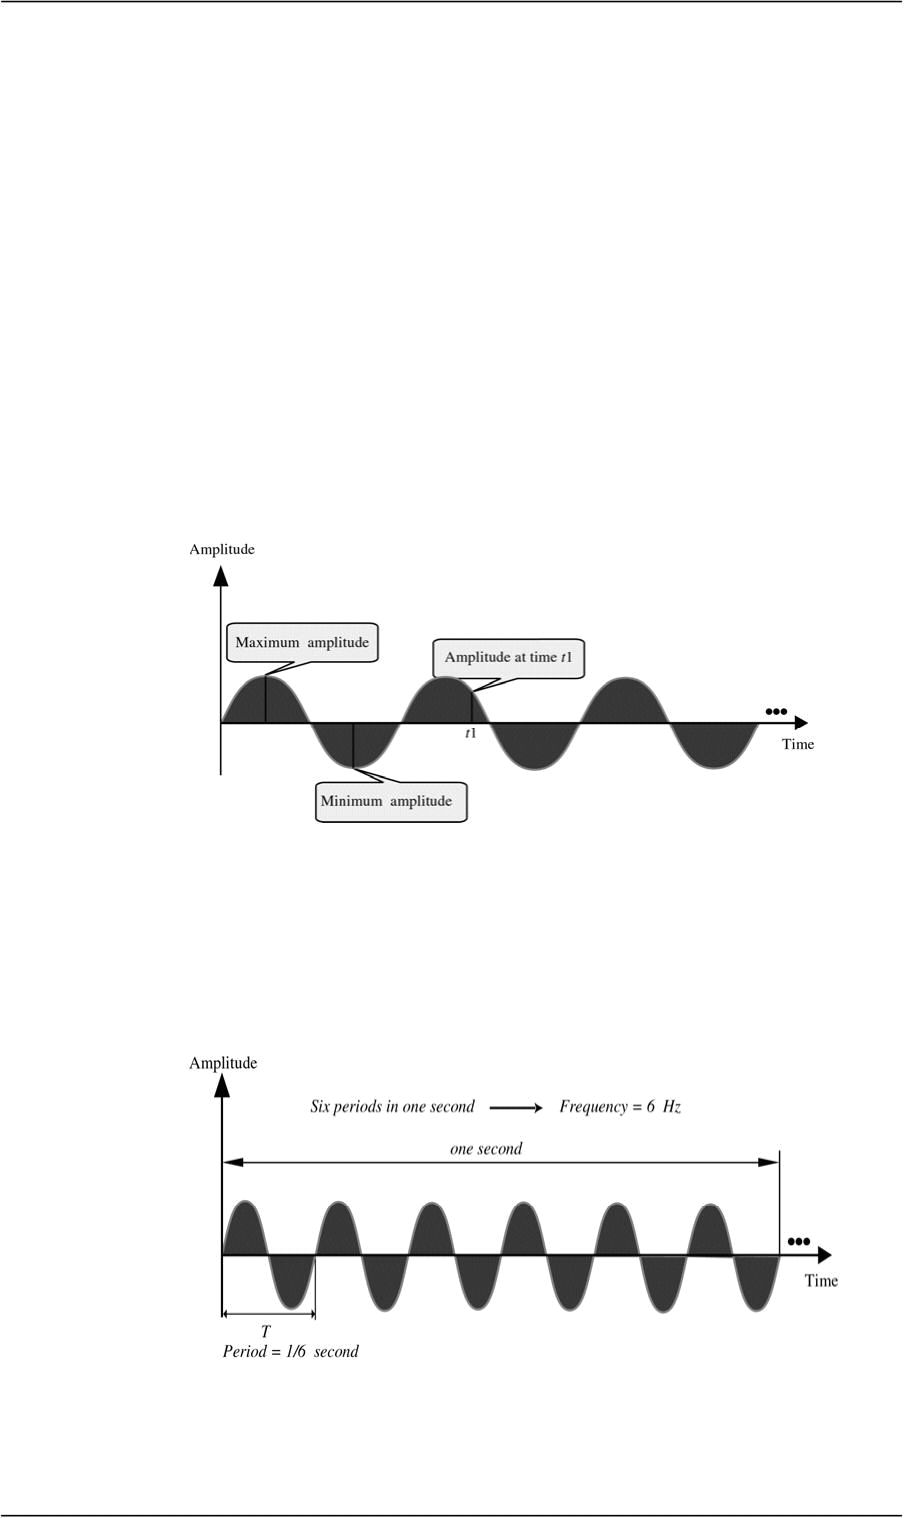 Amplitude
Maximum amplitude
Amplitude at time t1
t1
Time
Minimum amplitude
Amplitude
Six periods in one second
Frequency = 6 Hz
one second
Time
T
Period = 1/6 second